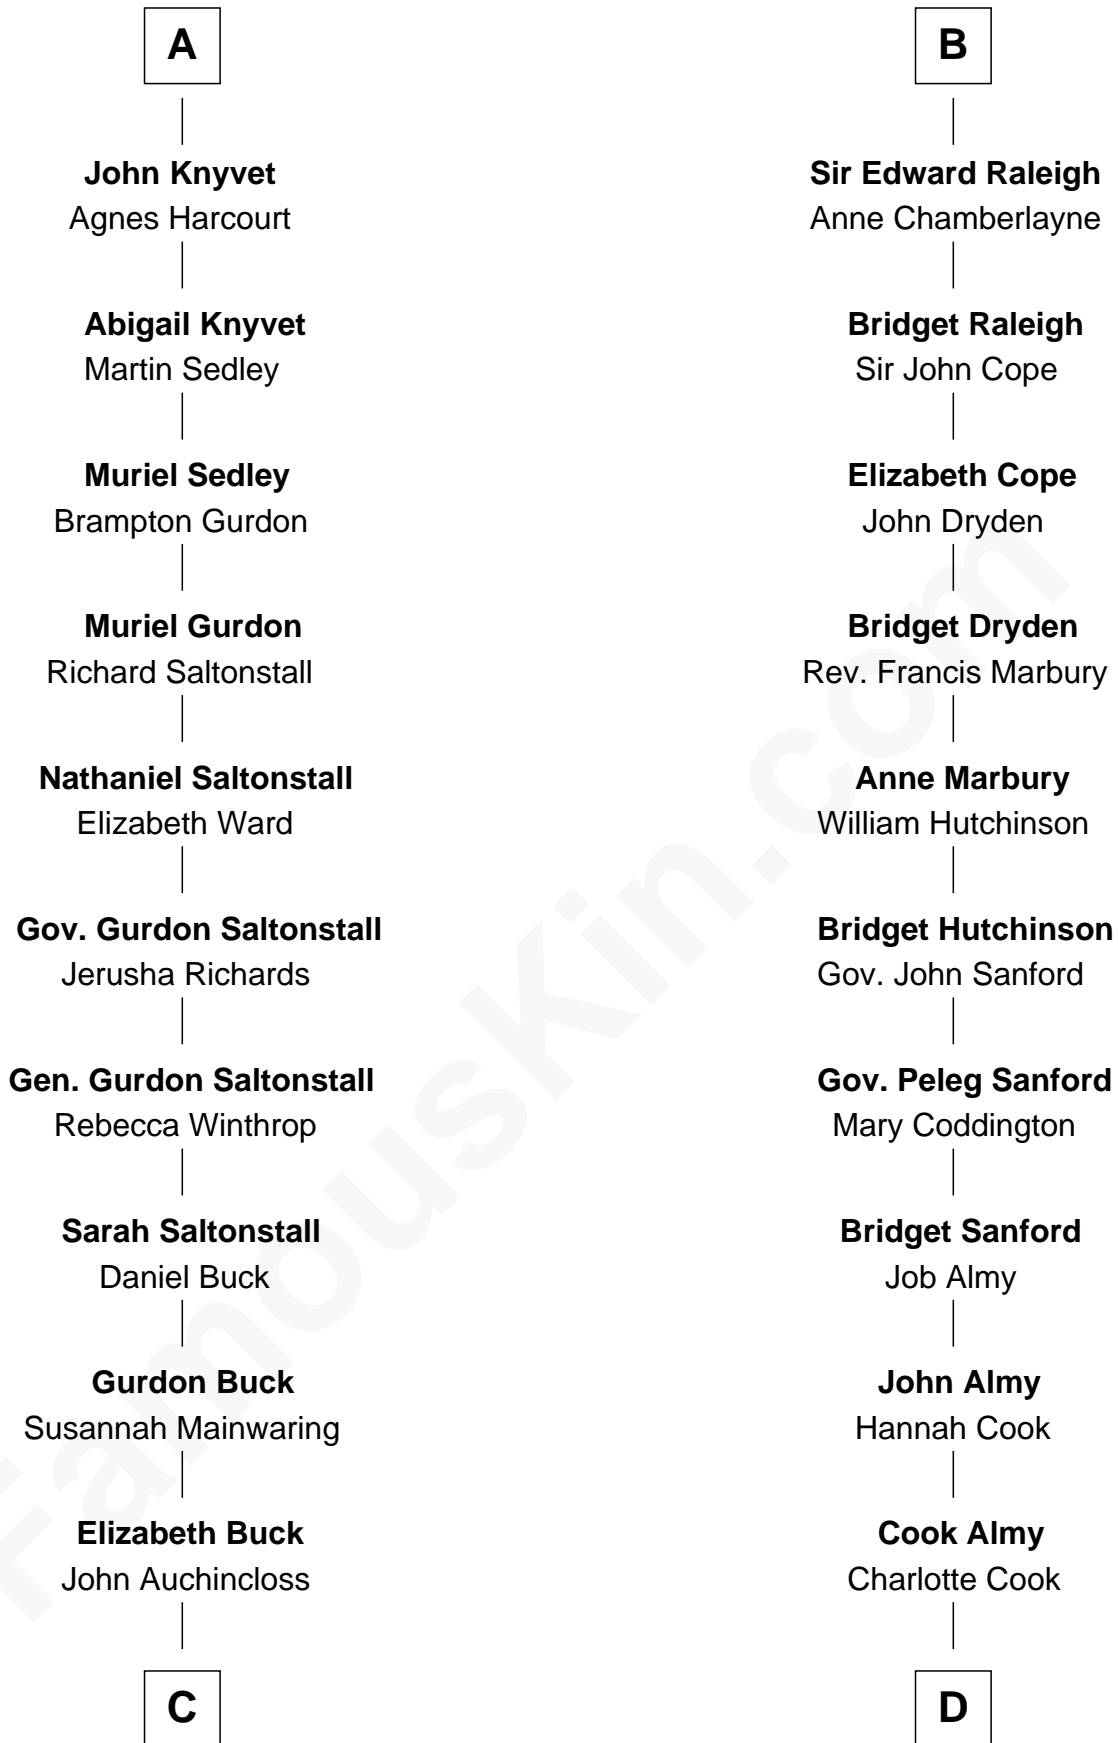 A
John Knyvet
Agnes Harcourt
Abigail Knyvet
Martin Sedley
Muriel Sedley
Brampton Gurdon
Muriel Gurdon
Richard Saltonstall
Nathaniel Saltonstall
Elizabeth Ward
Gov. Gurdon Saltonstall
Jerusha Richards
Gen. Gurdon Saltonstall
Rebecca Winthrop
Sarah Saltonstall
Daniel Buck
Gurdon Buck
Susannah Mainwaring
Elizabeth Buck
John Auchincloss
C
B
Sir Edward Raleigh
Anne Chamberlayne
Bridget Raleigh
Sir John Cope
Elizabeth Cope
John Dryden
Bridget Dryden
Rev. Francis Marbury
Anne Marbury
William Hutchinson
Bridget Hutchinson
Gov. John Sanford
Gov. Peleg Sanford
Mary Coddington
Bridget Sanford
Job Almy
John Almy
Hannah Cook
Cook Almy
Charlotte Cook
D
FamousKin.com